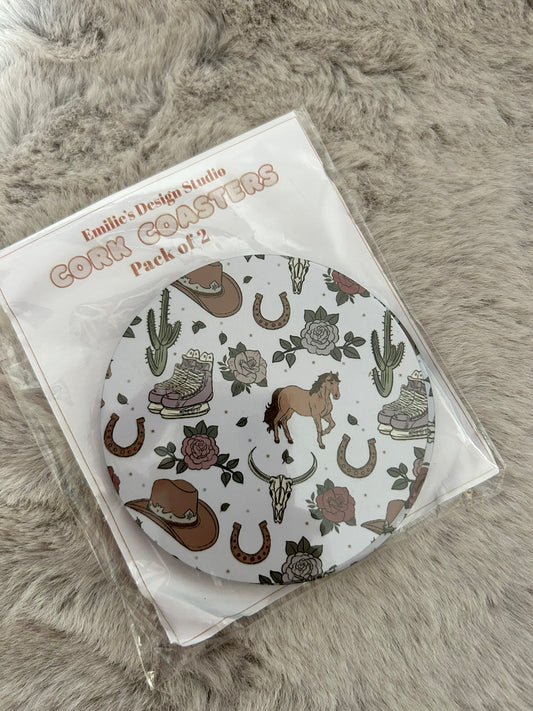 Emilie's Design Studio
CORK COASTERS
Pack of 2